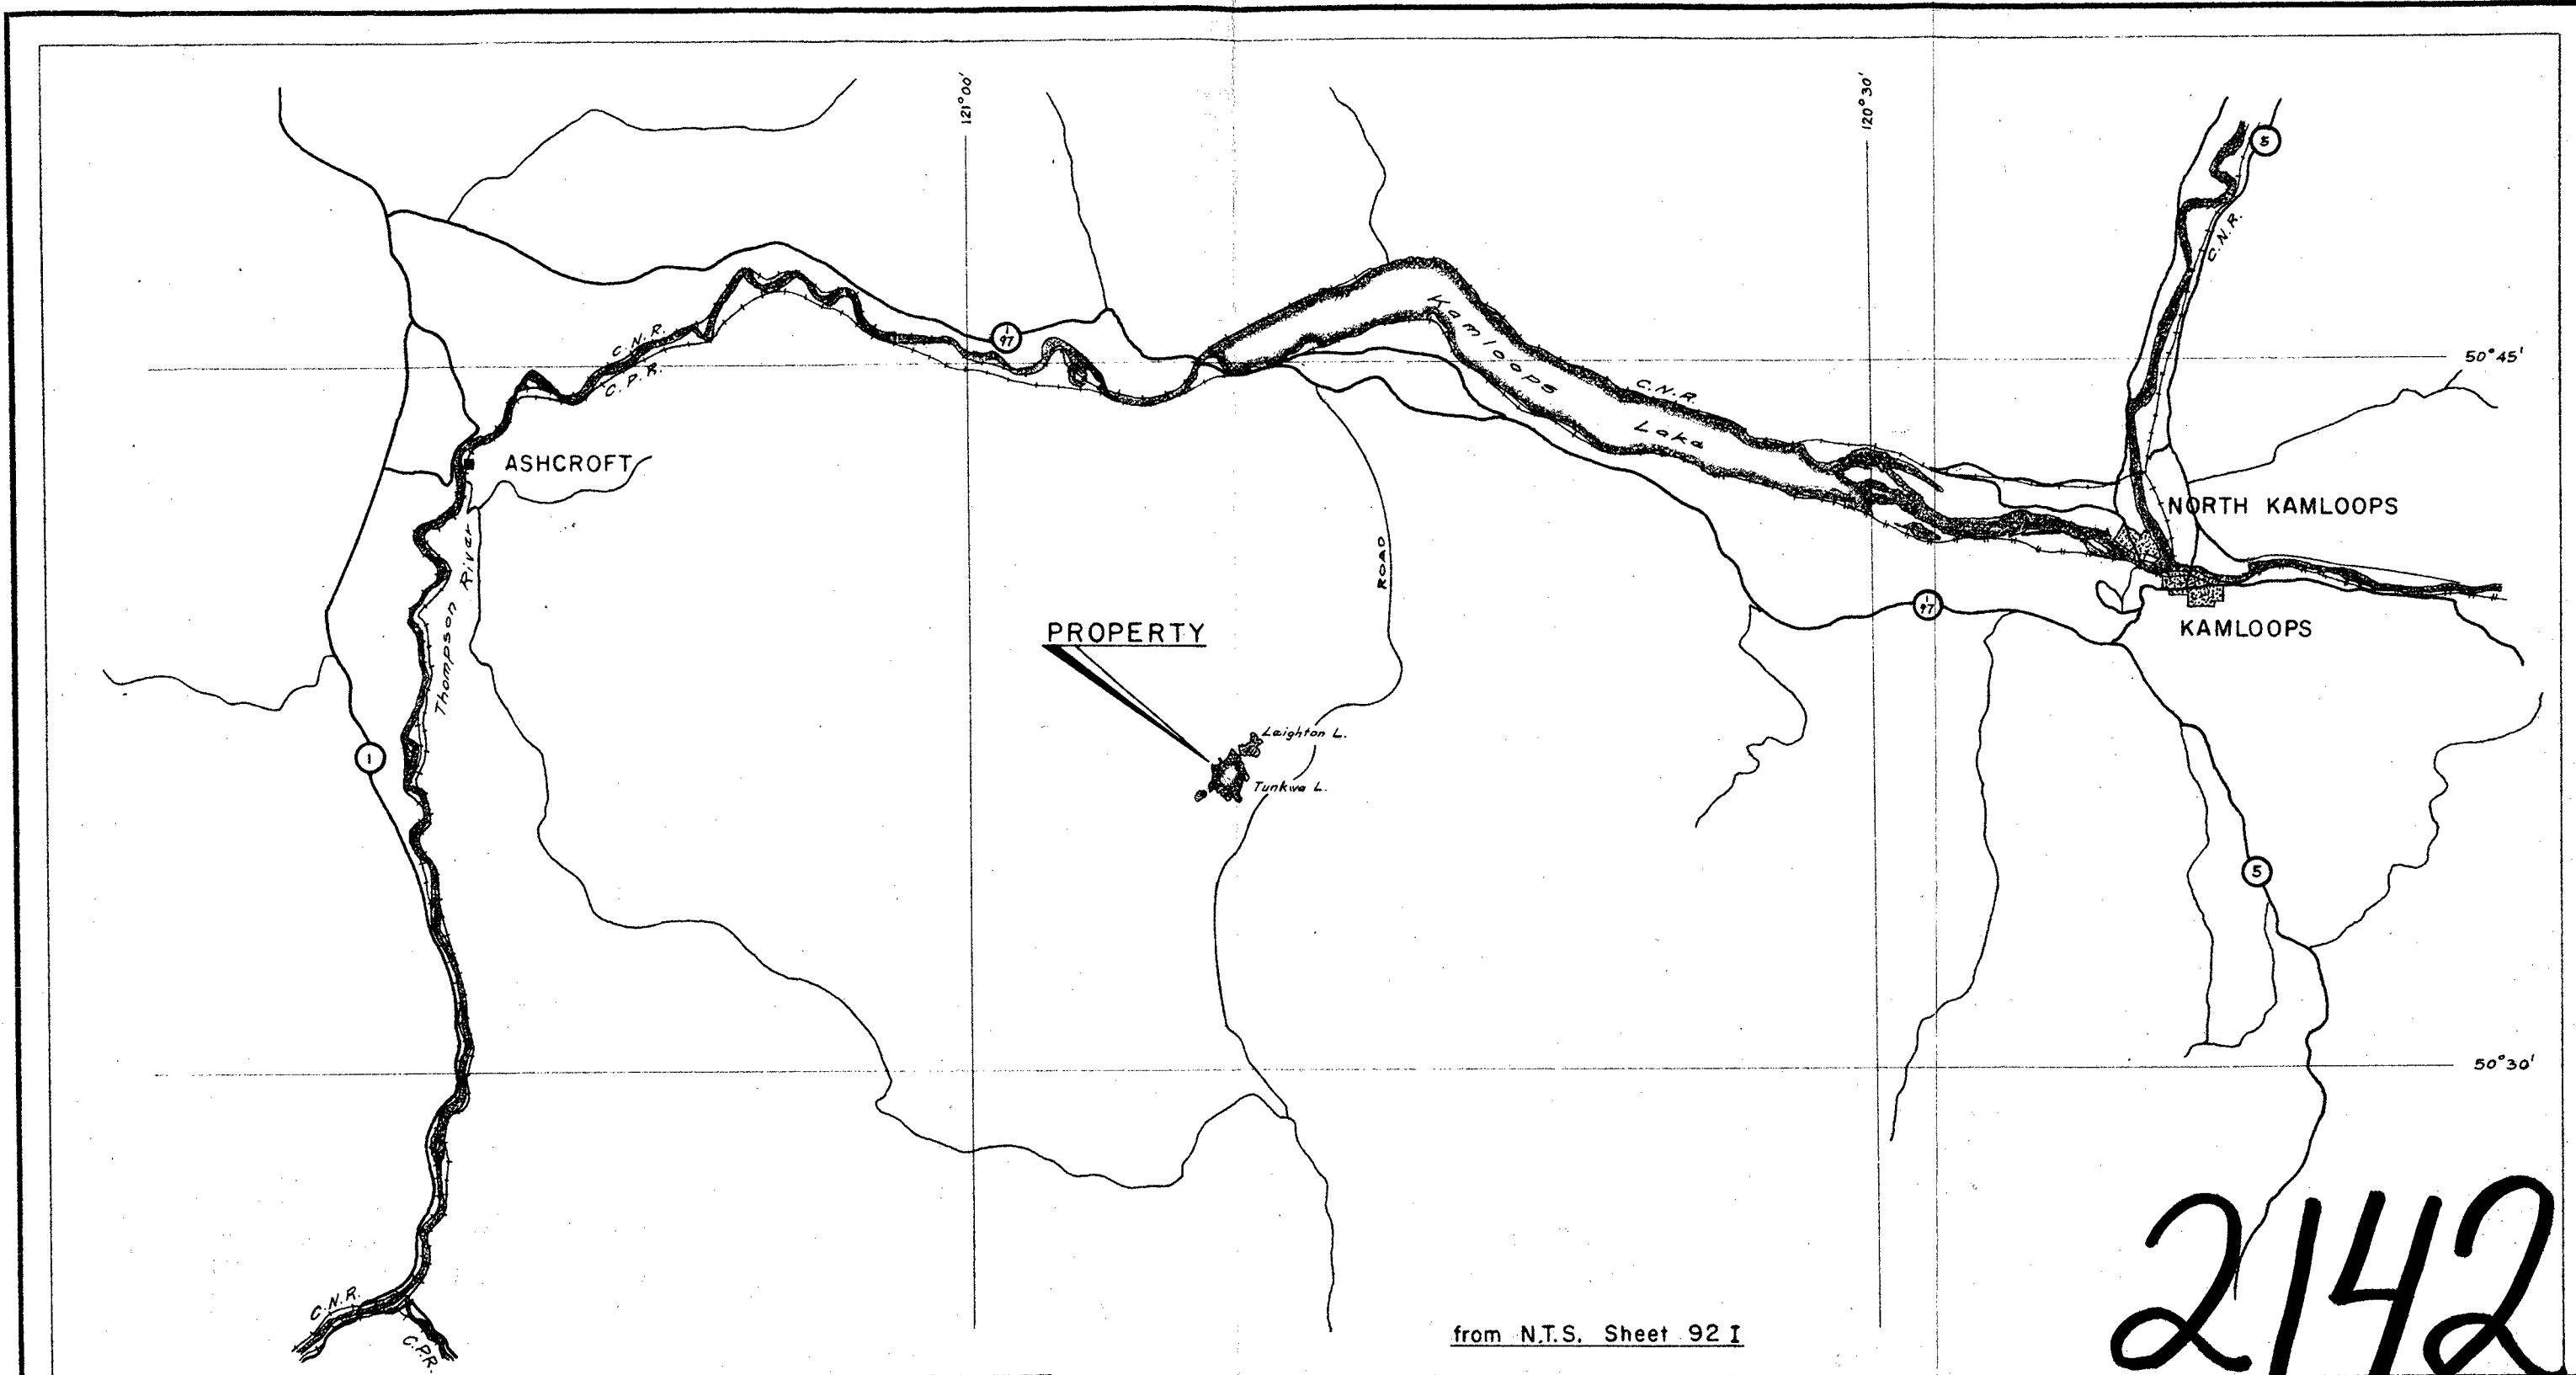 121°00'
120°30'
5
C.N.R.
Kamloops
Lake
1
97
50°45'
C.N.R.
C.P.R.
C.N.R.
ASHCROFT
NORTH KAMLOOPS
Thompson River
ROAD
1
97
PROPERTY
KAMLOOPS
Leighton L.
1
Tunkwa L.
5
50°30'
C.N.R.
C.P.R.
from N.T.S. Sheet 92 I
2142